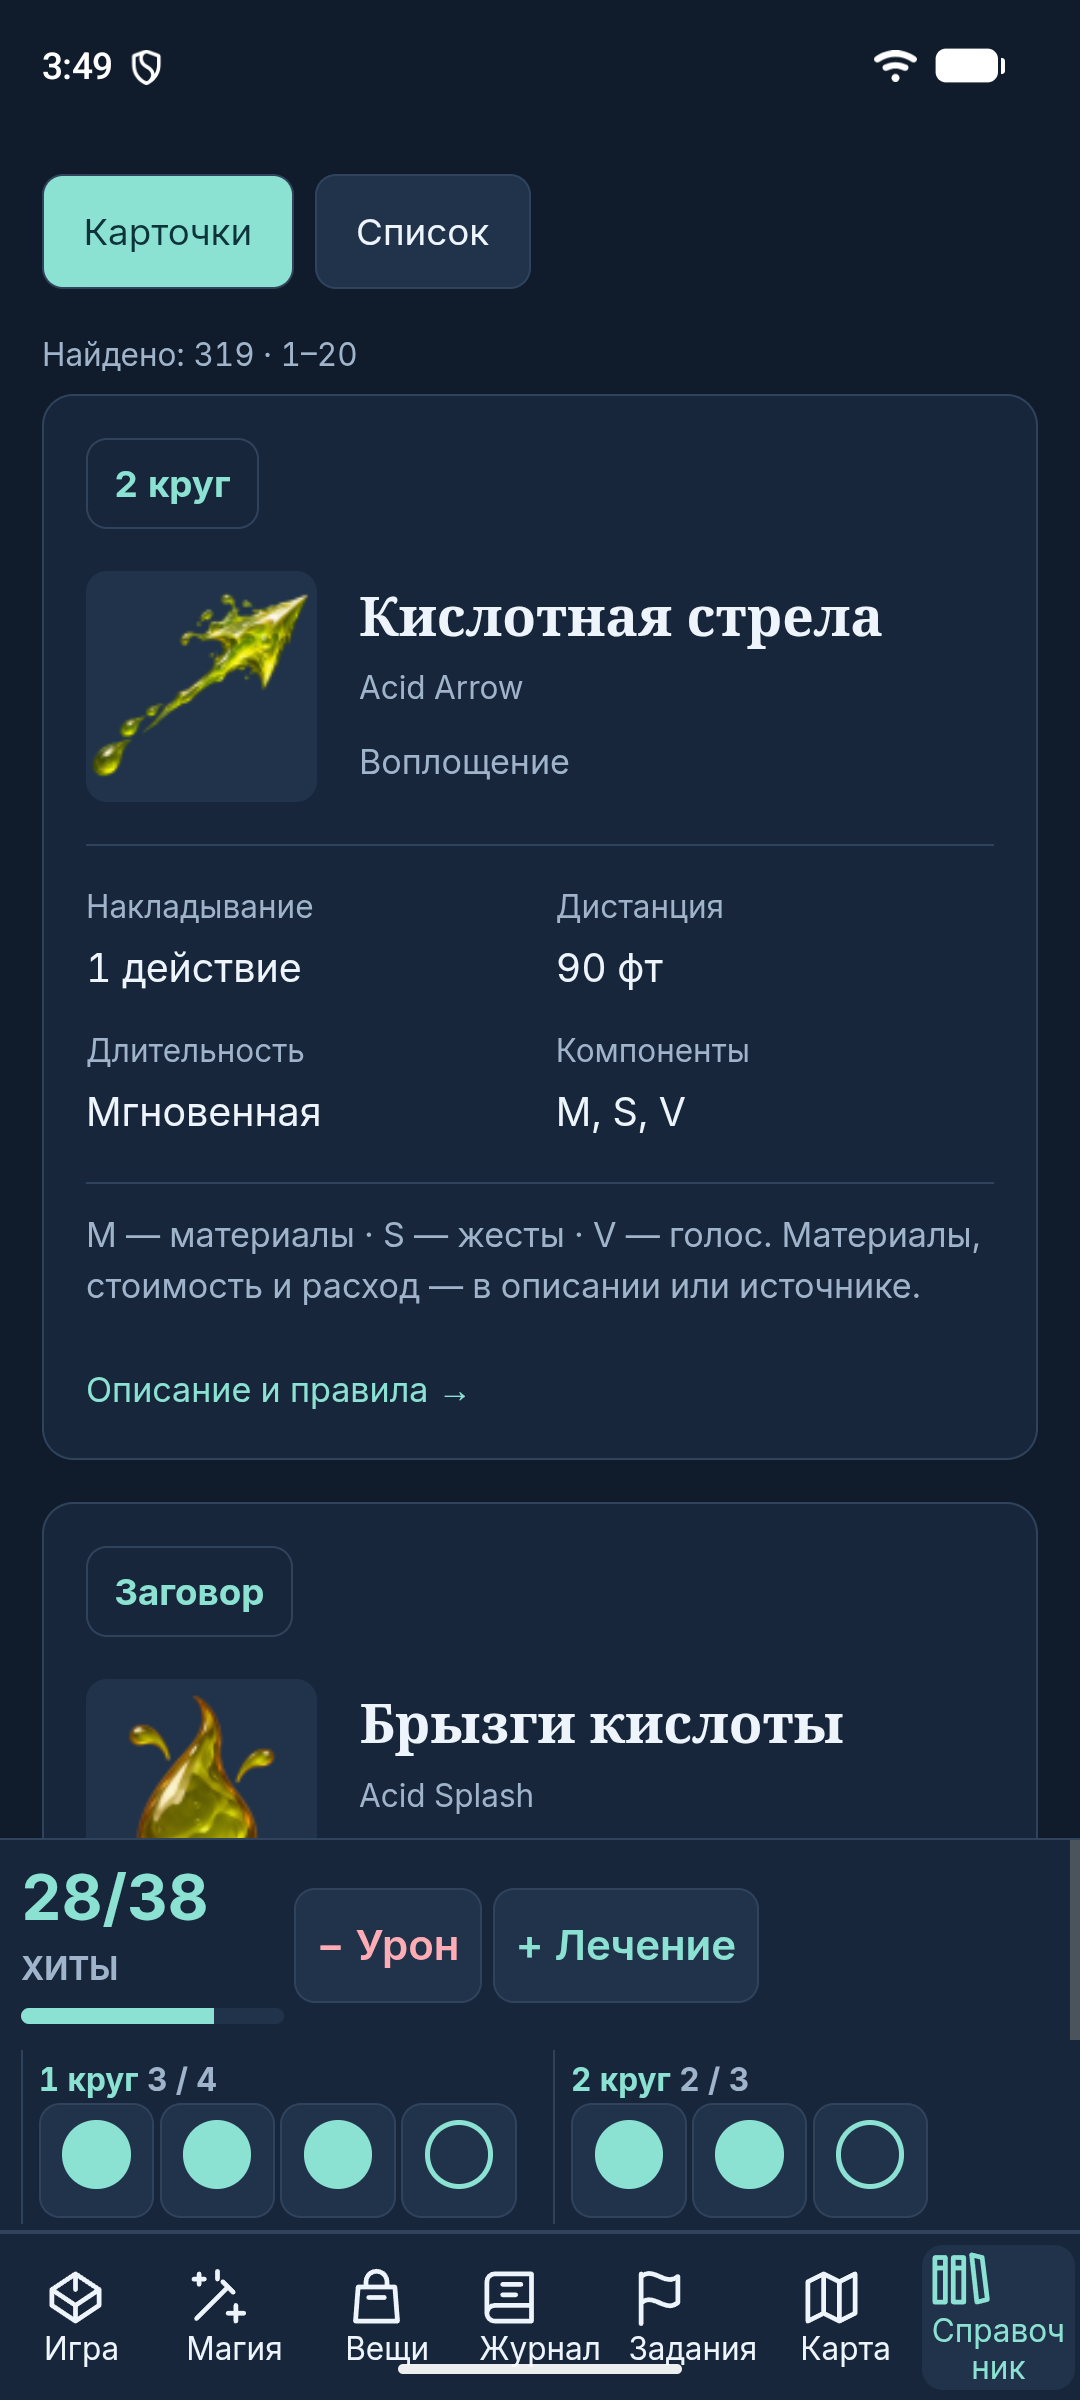 3:49
Карточки
Список
Найдено: 319 · 1–20
2 круг
Кислотная стрела
Acid Arrow
Воплощение
Накладывание
Дистанция
1 действие
90 фт
Длительность
Компоненты
Мгновенная
M, S, V
M — материалы · S — жесты · V — голос. Материалы,
стоимость и расход — в описании или источнике.
Описание и правила →
Заговор
Брызги кислоты
Acid Splash
28/38
ХИТЫ
− Урон
+ Лечение
1 круг 3 / 4
2 круг 2 / 3
Игра
Магия
Вещи
Журнал
Задания
Карта
Справоч
ник